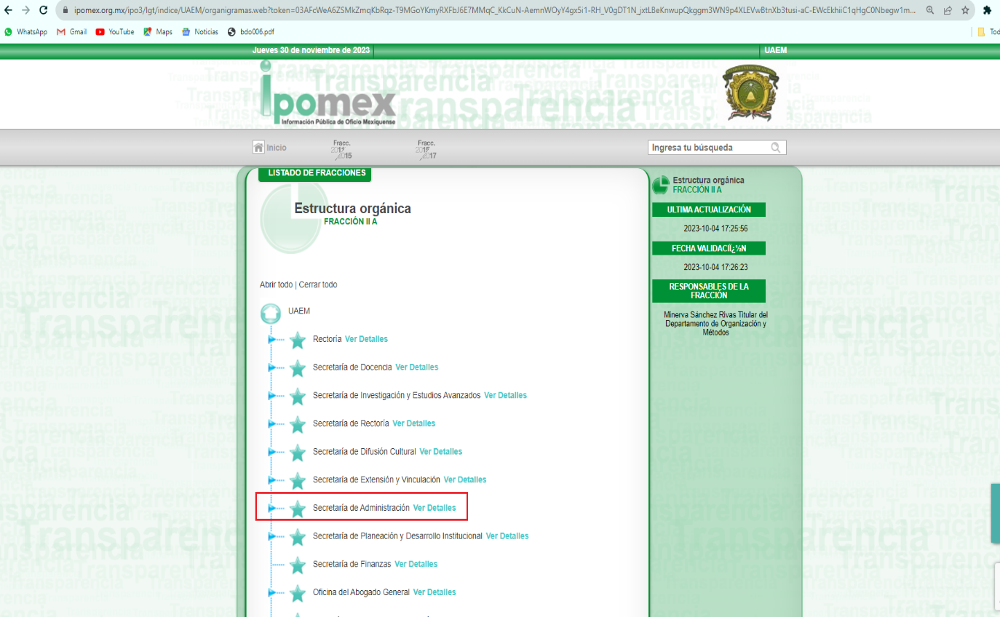 ipomex.org.mx/ipo3/lgt/indice/UAEM/organigramas.web?token=03AFcWeA6ZSMkZmqKbRqz-T9MGoYKmyRXFbJ6E7MMqC_KkCuN-AemnWOyY4gx5i1-RH_V0gDT1N_jxtLBeKnwupQkggm3WN9p4XLEVwBtnXb3tusi-aC-EWcEkhiiC1qHgC0Nbegw1m...
WhatsApp Gmail YouTube Maps Noticias bdo006.pdf Tod
Jueves 30 de noviembre de 2023 UAEM
ipomex
Información Pública de Oficio Mexiquense
Inicio
Fracc.
2015
Fracc.
2017
Ingresa tu búsqueda
LISTADO DE FRACCIONES
Estructura orgánica
FRACCIÓN II A
Abrir todo | Cerrar todo
UAEM
Rectoría Ver Detalles
Secretaría de Docencia Ver Detalles
Secretaría de Investigación y Estudios Avanzados Ver Detalles
Secretaría de Rectoría Ver Detalles
Secretaría de Difusión Cultural Ver Detalles
Secretaría de Extensión y Vinculación Ver Detalles
Secretaría de Administración Ver Detalles
Secretaría de Planeación y Desarrollo Institucional Ver Detalles
Secretaría de Finanzas Ver Detalles
Oficina del Abogado General Ver Detalles
Estructura orgánica
FRACCIÓN II A
ULTIMA ACTUALIZACIÓN
2023-10-04 17:25:56
FECHA VALIDACIÏ¿½N
2023-10-04 17:26:23
RESPONSABLES DE LA
FRACCIÓN
Minerva Sánchez Rivas Titular del
Departamento de Organización y
Métodos